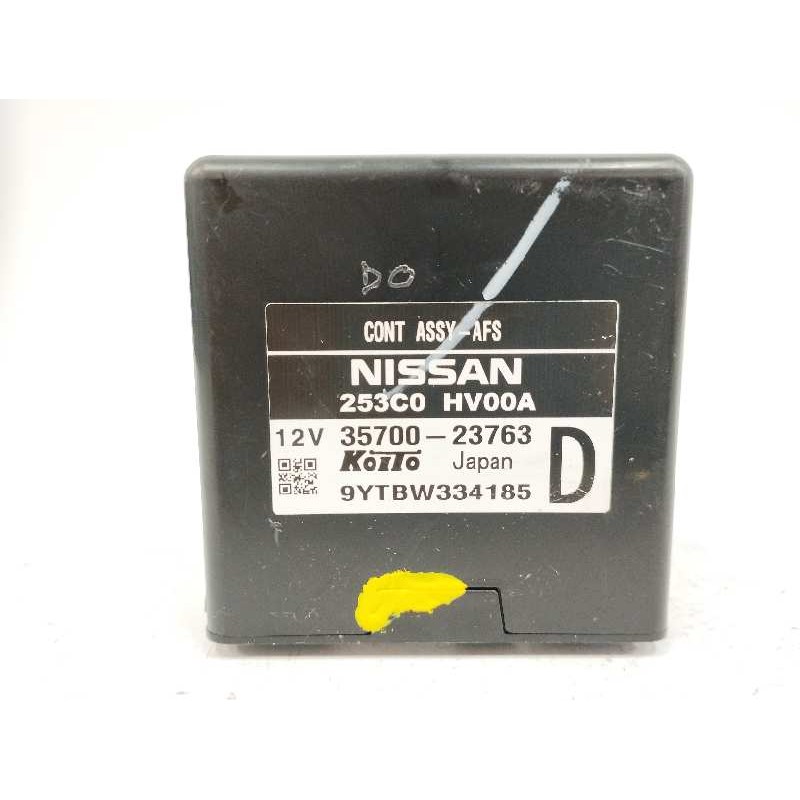 DO
CONT ASSY-AFS
NISSAN
253C0 HV00A
12V 35700-23763
KoiTo Japan D
9YTBW334185